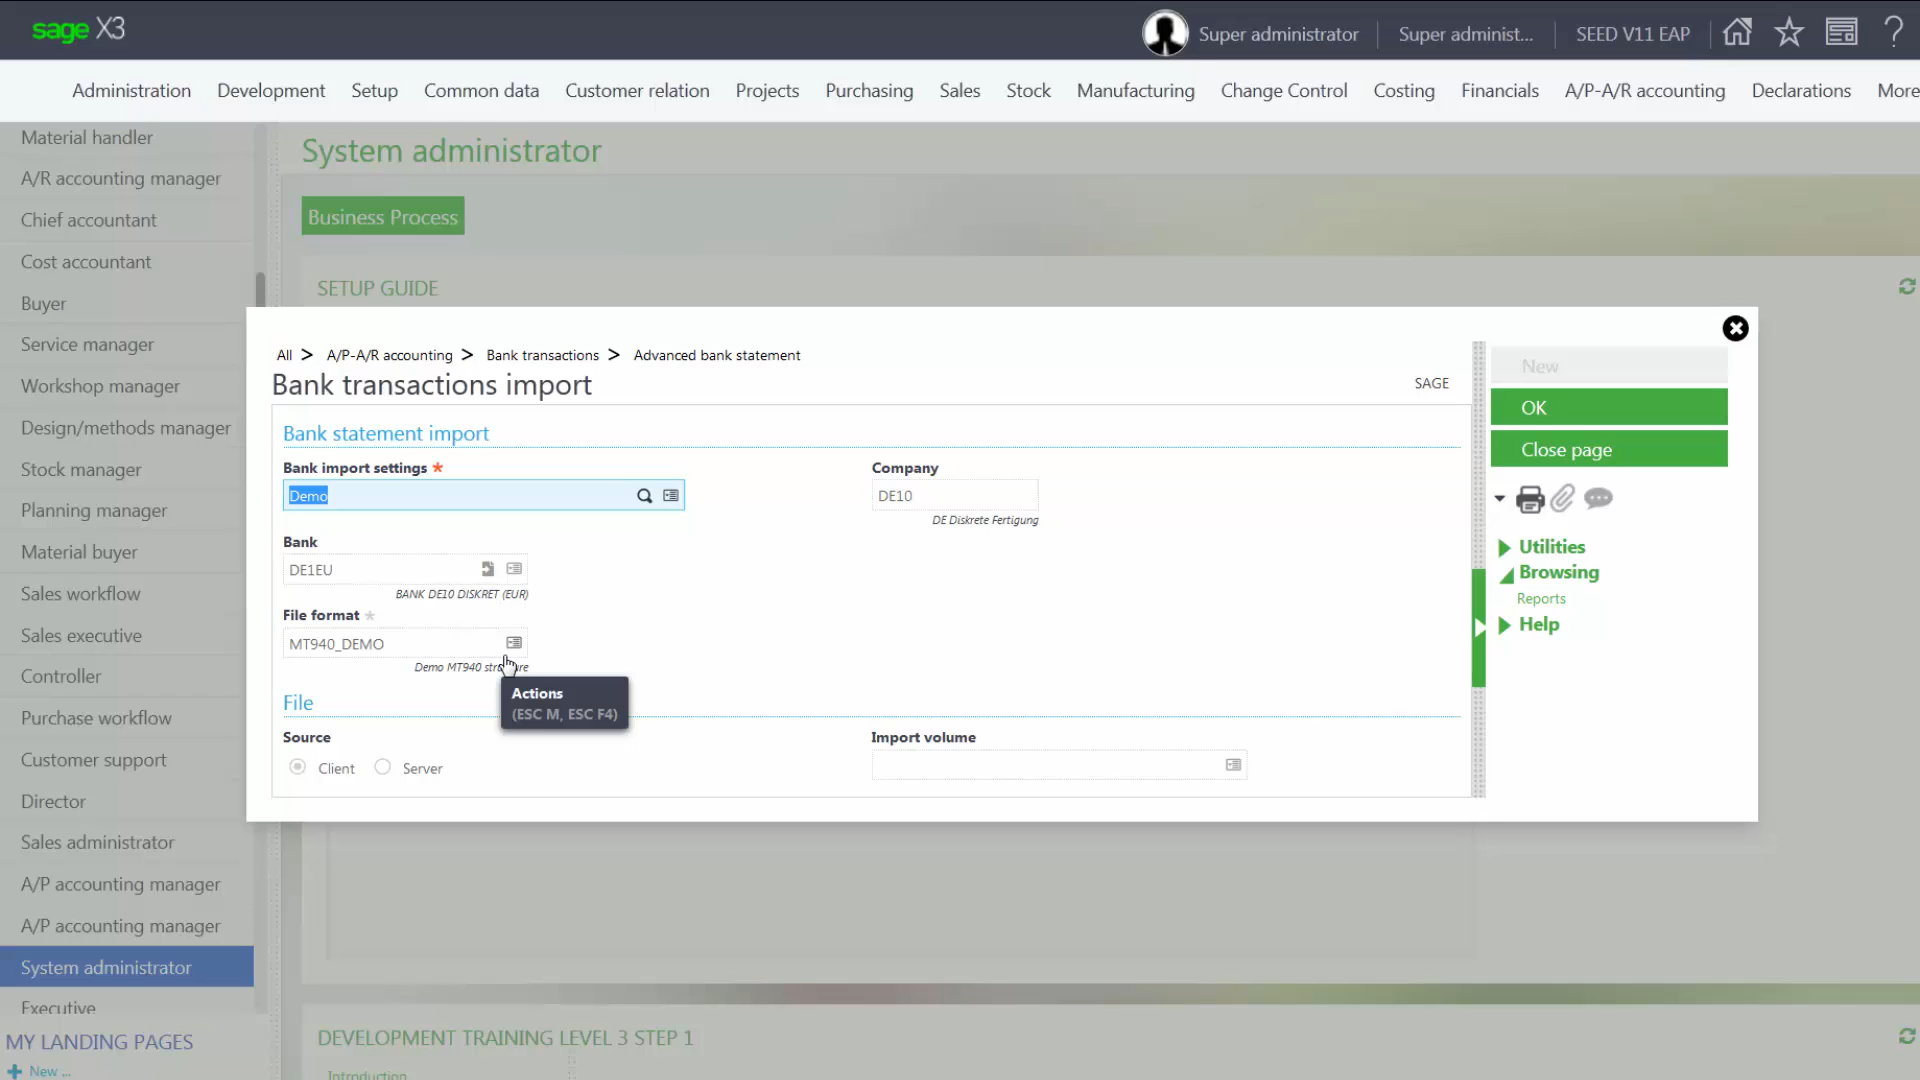 sage X3
Super administrator
Super administ...
SEED V11 EAP
Administration
Development
Setup
Common data
Customer relation
Projects
Purchasing
Sales
Stock
Manufacturing
Change Control
Costing
Financials
A/P-A/R accounting
Declarations
More
Material handler
A/R accounting manager
Chief accountant
Cost accountant
Buyer
Service manager
Workshop manager
Design/methods manager
Stock manager
Planning manager
Material buyer
Sales workflow
Sales executive
Controller
Purchase workflow
Customer support
Director
Sales administrator
A/P accounting manager
A/P accounting manager
System administrator
Executive
MY LANDING PAGES
New ...
System administrator
Business Process
SETUP GUIDE
All > A/P-A/R accounting > Bank transactions > Advanced bank statement
Bank transactions import
SAGE
Bank statement import
Bank import settings *
Demo
Company
DE10
DE Diskrete Fertigung
Bank
DE1EU
BANK DE10 DISKRET (EUR)
File format *
MT940_DEMO
Demo MT940
Actions
(ESC M, ESC F4)
File
Source
Client
Server
Import volume
New
OK
Close page
Utilities
Browsing
Reports
Help
DEVELOPMENT TRAINING LEVEL 3 STEP 1
Introduction